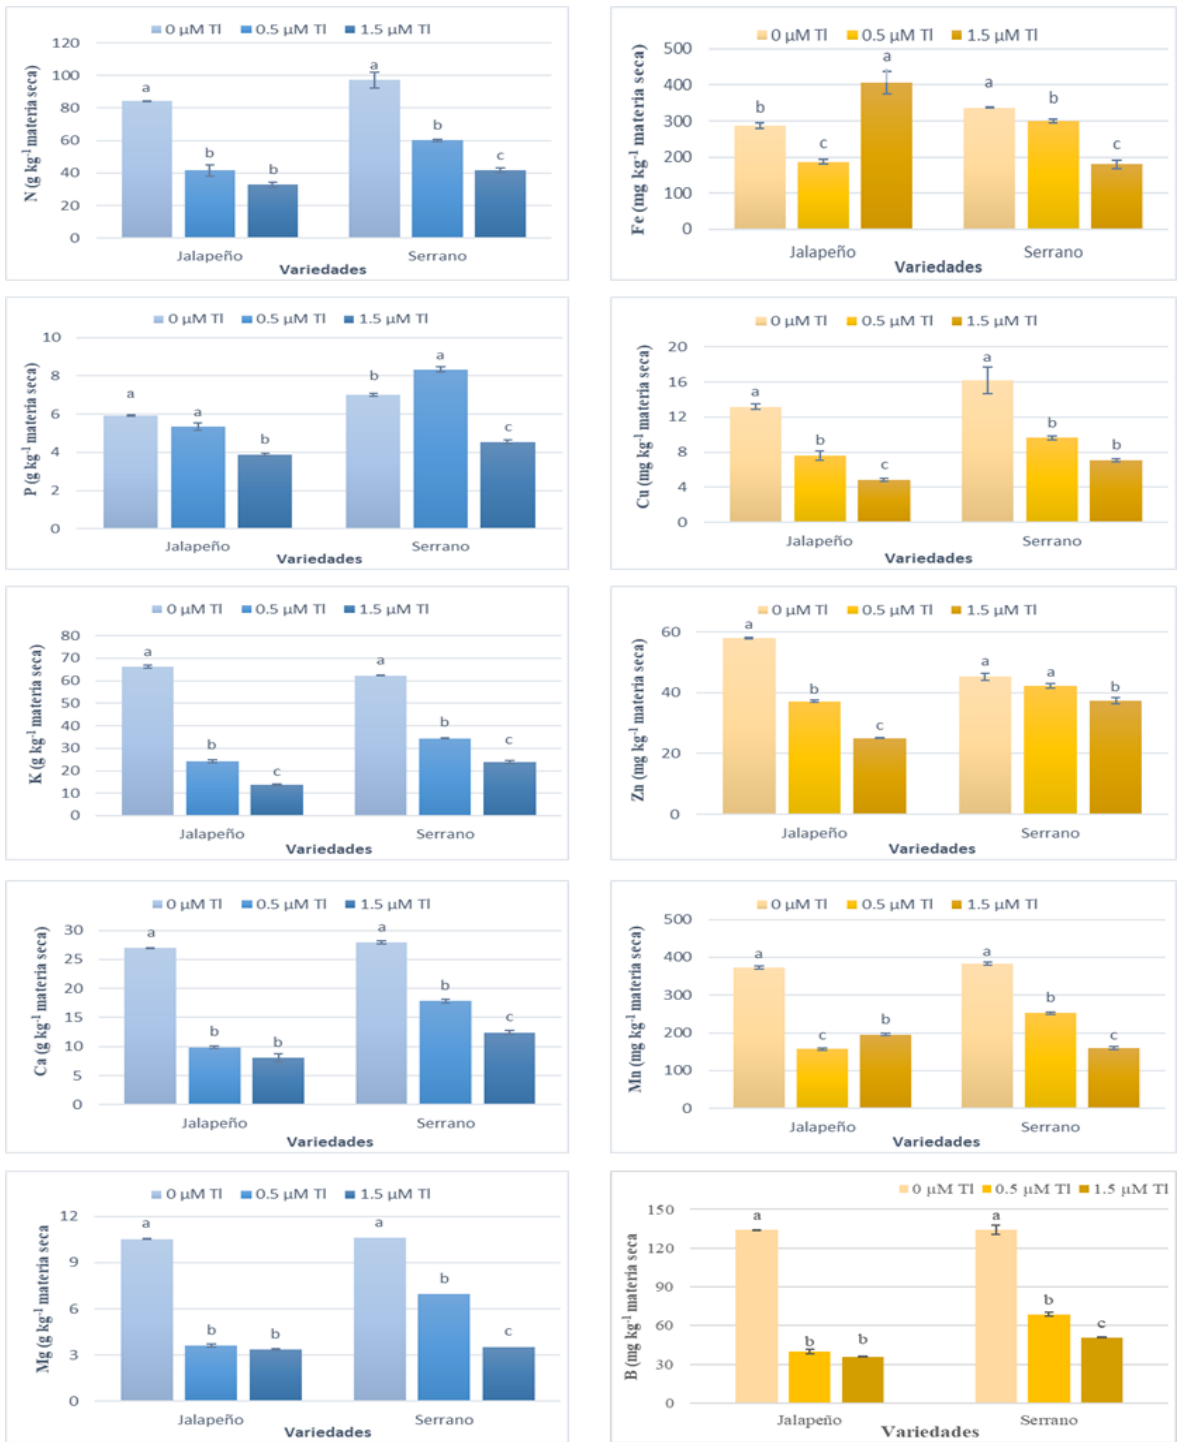 0 µM Tl 0.5 µM Tl 1.5 µM Tl
N (g kg-1 materia seca)
120
100
80
60
40
20
0
a b b a b c
Jalapeño Serrano
Variedades
0 µM Tl 0.5 µM Tl 1.5 µM Tl
Fe (mg kg-1 materia seca)
500
400
300
200
100
0
b c a a b c
Jalapeño Serrano
Variedades
0 µM Tl 0.5 µM Tl 1.5 µM Tl
P (g kg-1 materia seca)
10
8
6
4
2
0
a a b b a c
Jalapeño Serrano
Variedades
0 µM Tl 0.5 µM Tl 1.5 µM Tl
Cu (mg kg-1 materia seca)
20
16
12
8
4
0
a b c a b b
Jalapeño Serrano
Variedades
0 µM Tl 0.5 µM Tl 1.5 µM Tl
K (g kg-1 materia seca)
80
70
60
50
40
30
20
10
0
a b c a b c
Jalapeño Serrano
Variedades
0 µM Tl 0.5 µM Tl 1.5 µM Tl
Zn (mg kg-1 materia seca)
60
40
20
0
a b c a a b
Jalapeño Serrano
Variedades
0 µM Tl 0.5 µM Tl 1.5 µM Tl
Ca (g kg-1 materia seca)
30
25
20
15
10
5
0
a b b a b c
Jalapeño Serrano
Variedades
0 µM Tl 0.5 µM Tl 1.5 µM Tl
Mn (mg kg-1 materia seca)
500
400
300
200
100
0
a c b a b c
Jalapeño Serrano
Variedades
0 µM Tl 0.5 µM Tl 1.5 µM Tl
Mg (g kg-1 materia seca
12
9
6
3
0
a b b a b c
Jalapeño Serrano
Variedades
0 µM Tl 0.5 µM Tl 1.5 µM Tl
B (mg kg-1 materia seca
150
120
90
60
30
0
a b b a b c
Jalapeño Serrano
Variedades